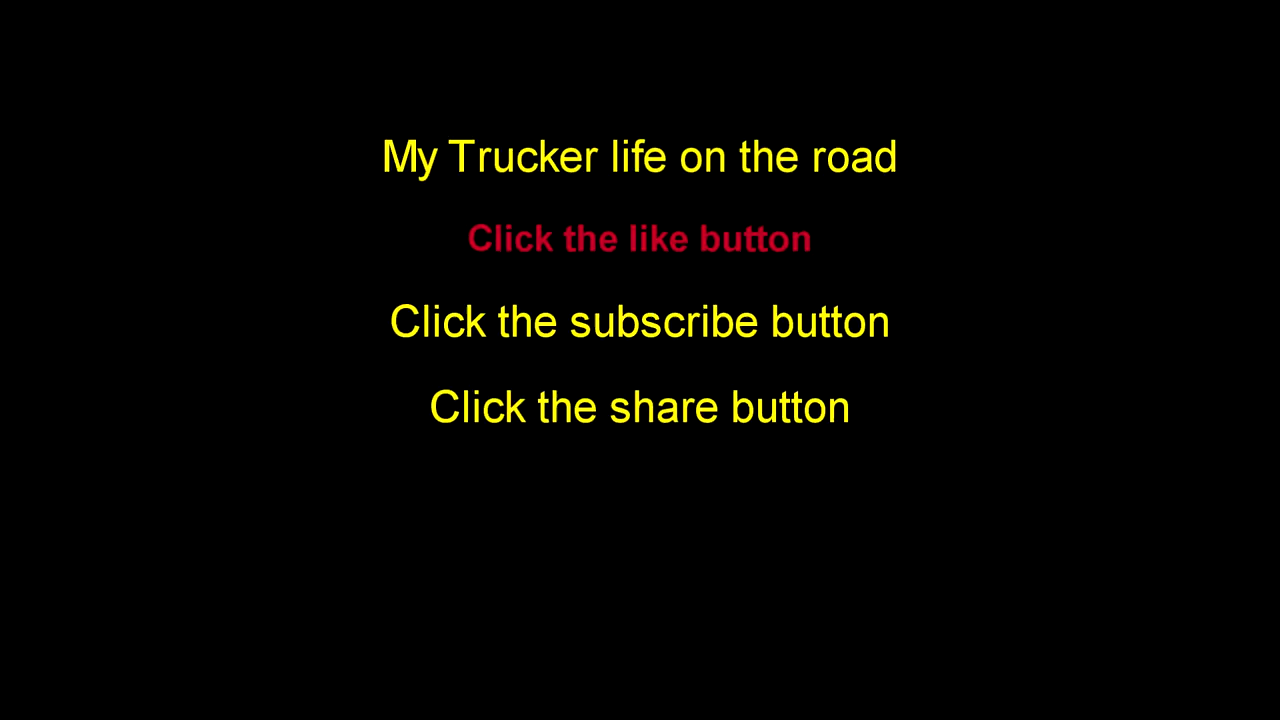 My Trucker life on the road
Click the like button
Click the subscribe button
Click the share button